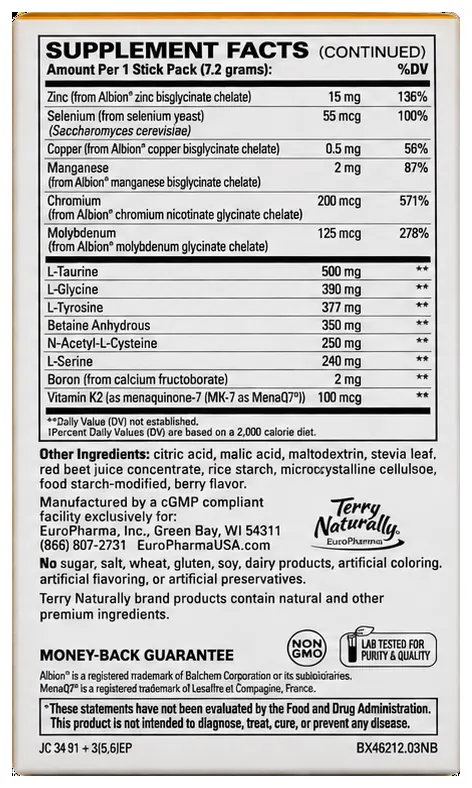 SUPPLEMENT FACTS (CONTINUED)
Amount Per 1 Stick Pack (7.2 grams): %DV
Zinc (from Albion® zinc bisglycinate chelate) 15 mg 136%
Selenium (from selenium yeast) 55 mcg 100%
(Saccharomyces cerevisiae)
Copper (from Albion® copper bisglycinate chelate) 0.5 mg 56%
Manganese 2 mg 87%
(from Albion® manganese bisglycinate chelate)
Chromium 200 mcg 571%
(from Albion® chromium nicotinate glycinate chelate)
Molybdenum 125 mcg 278%
(from Albion® molybdenum glycinate chelate)
L-Taurine 500 mg **
L-Glycine 390 mg **
L-Tyrosine 377 mg **
Betaine Anhydrous 350 mg **
N-Acetyl-L-Cysteine 250 mg **
L-Serine 240 mg **
Boron (from calcium fructoborate) 2 mg **
Vitamin K2 (as menaquinone-7 (MK-7 as MenaQ7®)) 100 mcg **
**Daily Value (DV) not established.
‡Percent Daily Values (DV) are based on a 2,000 calorie diet.
Other Ingredients: citric acid, malic acid, maltodextrin, stevia leaf,
red beet juice concentrate, rice starch, microcrystalline cellulsoe,
food starch-modified, berry flavor.
Manufactured by a cGMP compliant
facility exclusively for:
EuroPharma, Inc., Green Bay, WI 54311
(866) 807-2731 EuroPharmaUSA.com
Terry
Naturally®
EuroPharma®
No sugar, salt, wheat, gluten, soy, dairy products, artificial coloring,
artificial flavoring, or artificial preservatives.
Terry Naturally brand products contain natural and other
premium ingredients.
MONEY-BACK GUARANTEE
NON
GMO
LAB TESTED FOR
PURITY & QUALITY
Albion® is a registered trademark of Balchem Corporation or its subsidiaries.
MenaQ7® is a registered trademark of Lesaffre et Compagine, France.
*These statements have not been evaluated by the Food and Drug Administration.
This product is not intended to diagnose, treat, cure, or prevent any disease.
JC 34 91 + 3(5,6)EP BX46212.03NB